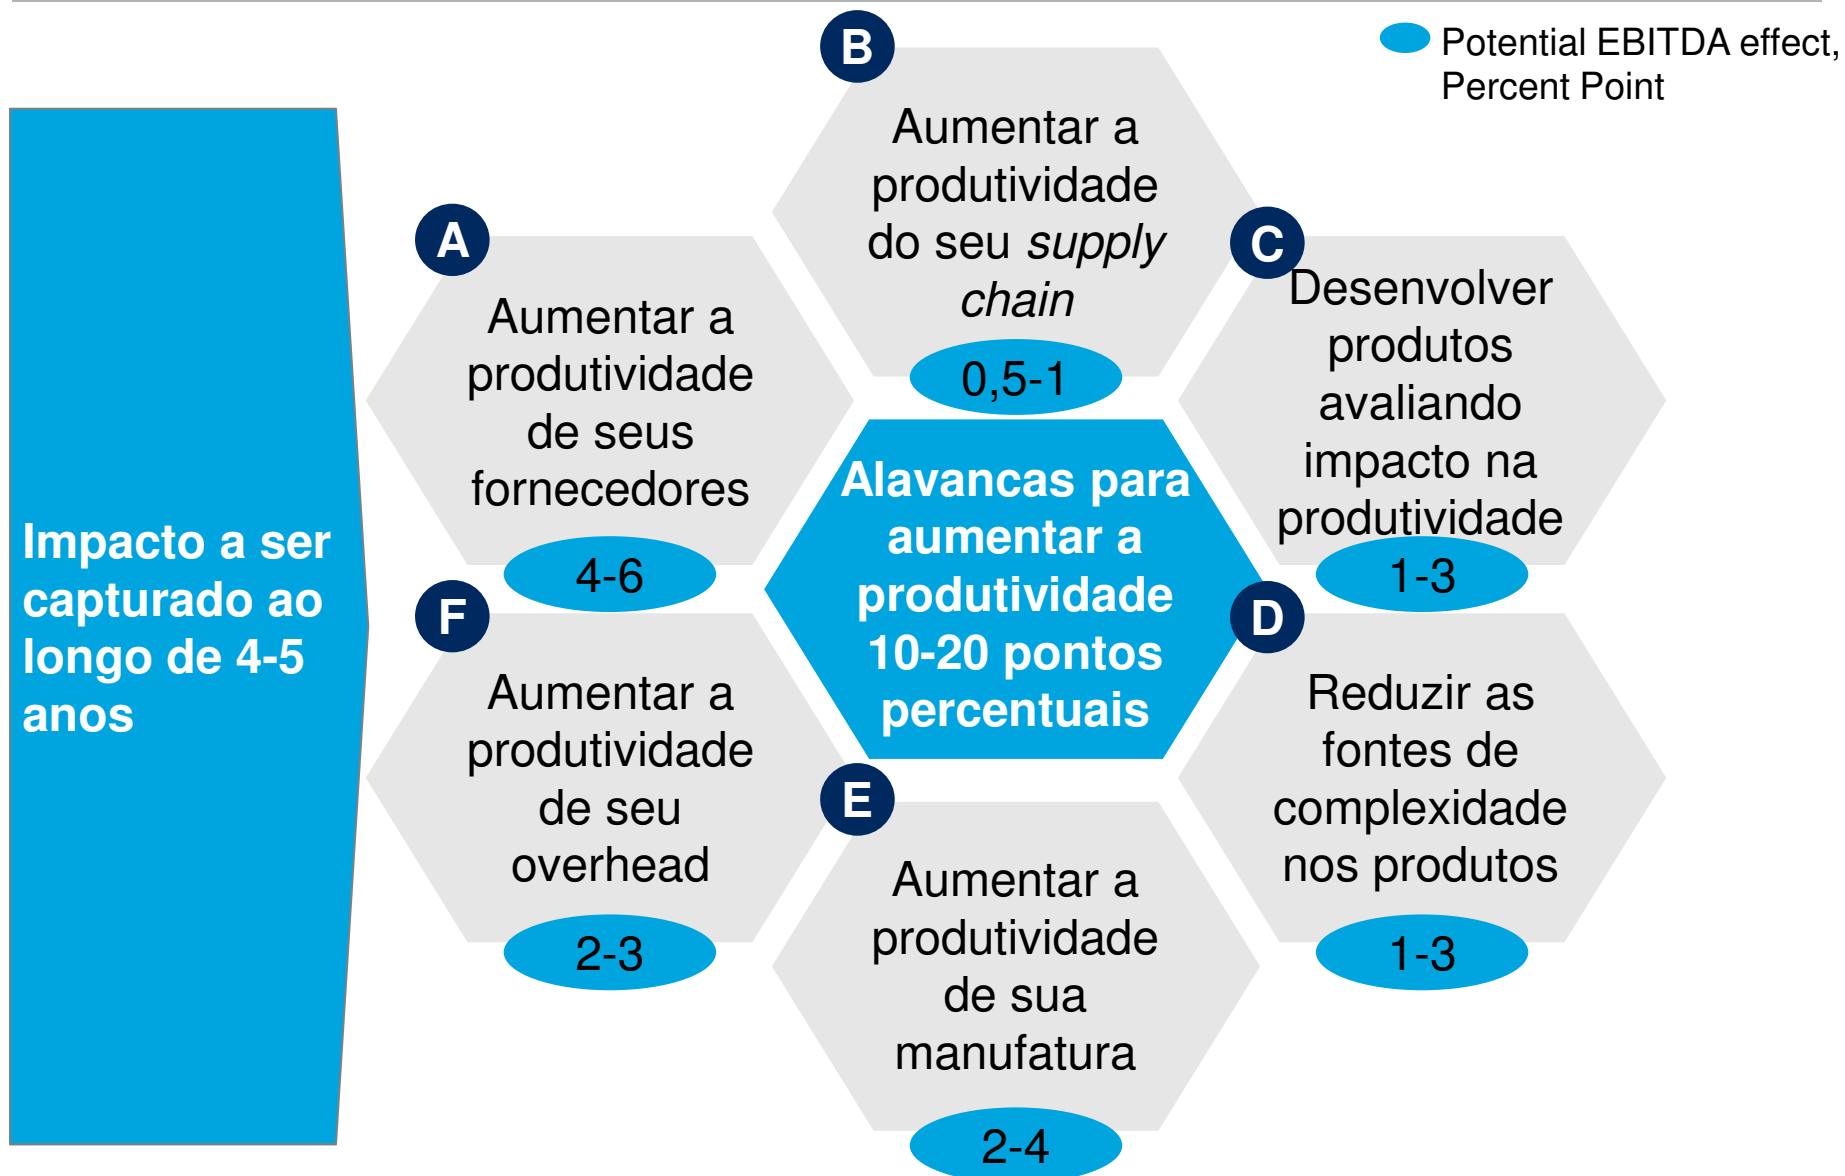 Potential EBITDA effect,
Percent Point
Impacto a ser
capturado ao
longo de 4-5
anos
A
Aumentar a
produtividade
de seus
fornecedores
4-6
B
Aumentar a
produtividade
do seu supply
chain
0,5-1
C
Desenvolver
produtos
avaliando
impacto na
produtividade
1-3
Alavancas para
aumentar a
produtividade
10-20 pontos
percentuais
D
Reduzir as
fontes de
complexidade
nos produtos
1-3
E
Aumentar a
produtividade
de sua
manufatura
2-4
F
Aumentar a
produtividade
de seu
overhead
2-3